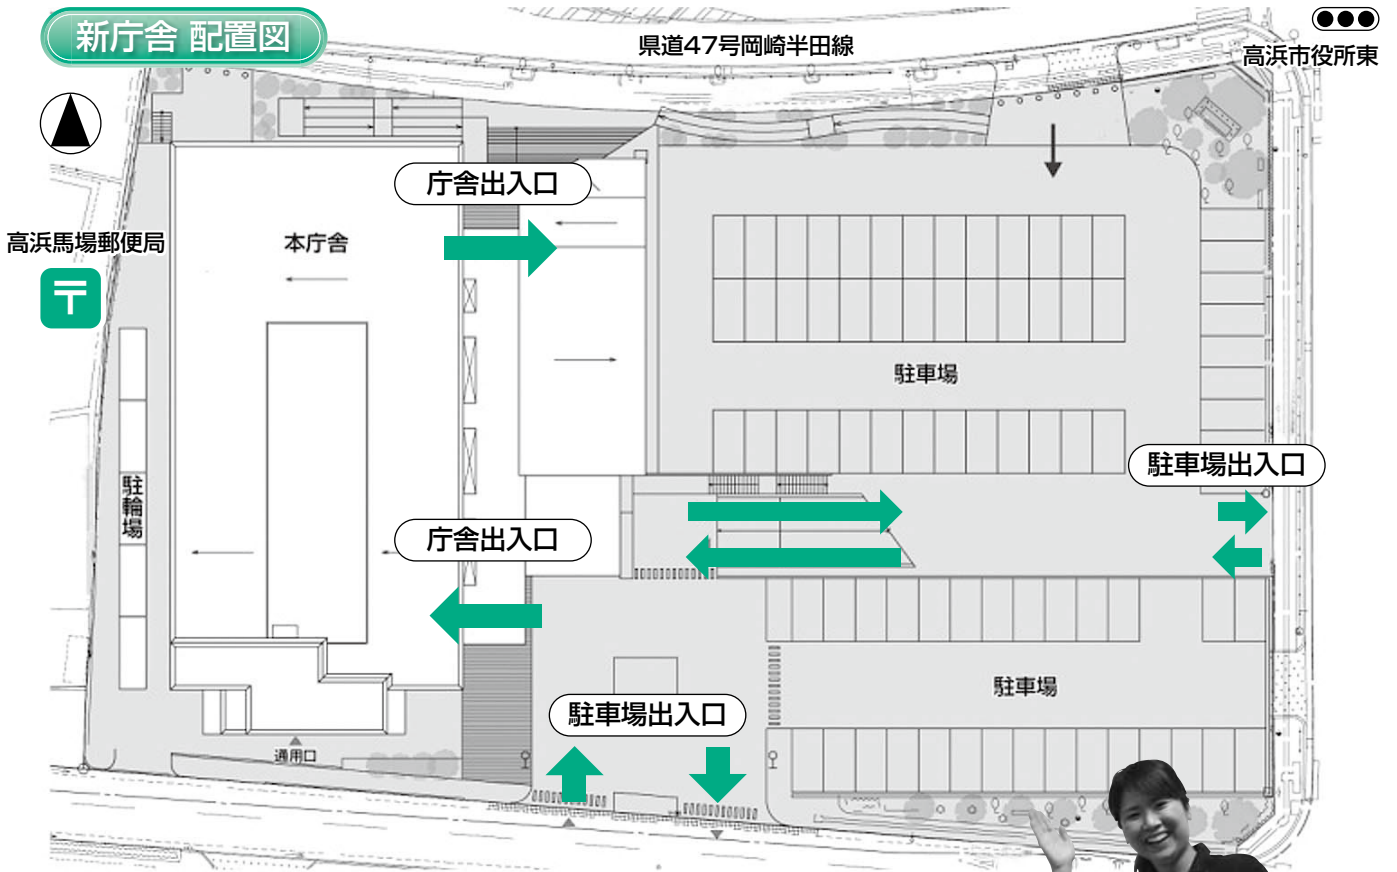 新庁舎 配置図
県道47号岡崎半田線
高浜市役所東
庁舎出入口
高浜馬場郵便局
本庁舎
〒
駐車場
駐車場出入口
駐輪場
庁舎出入口
駐車場
駐車場出入口
通用口